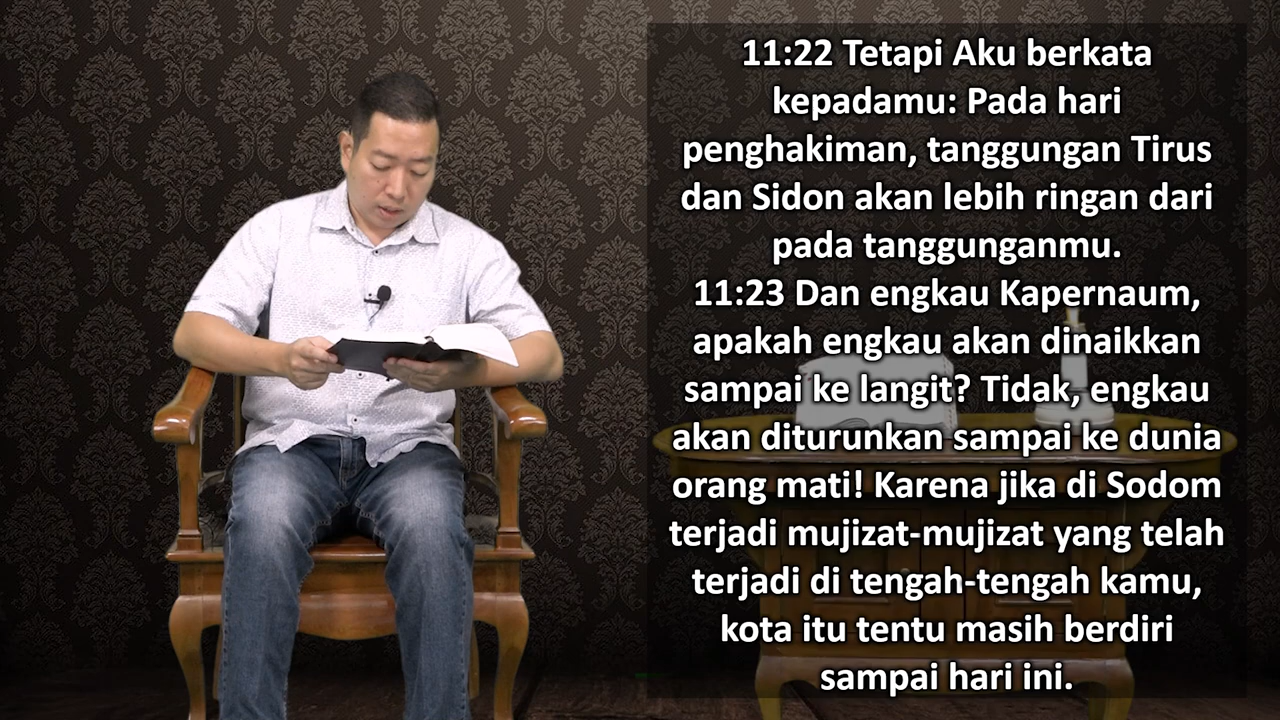 11:22 Tetapi Aku berkata
kepadamu: Pada hari
penghakiman, tanggungan Tirus
dan Sidon akan lebih ringan dari
pada tanggunganmu.
11:23 Dan engkau Kapernaum,
apakah engkau akan dinaikkan
sampai ke langit? Tidak, engkau
akan diturunkan sampai ke dunia
orang mati! Karena jika di Sodom
terjadi mujizat-mujizat yang telah
terjadi di tengah-tengah kamu,
kota itu tentu masih berdiri
sampai hari ini.